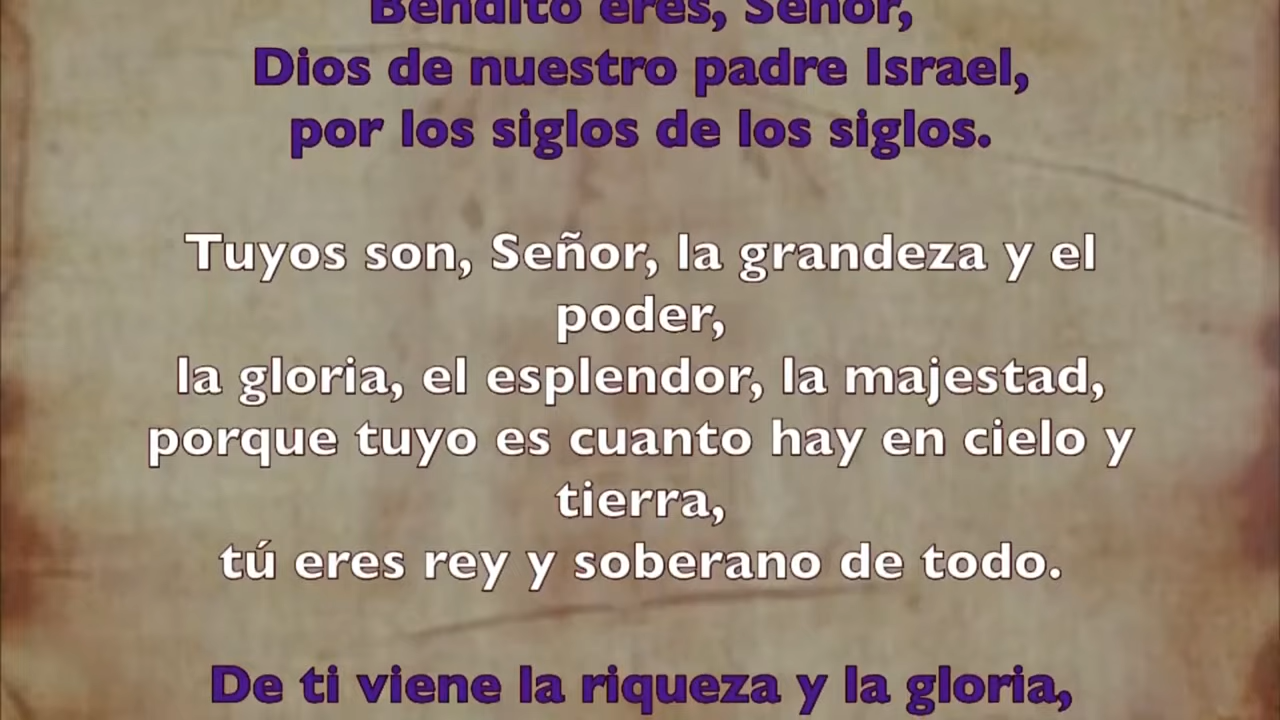 Bendito eres, Señor,
Dios de nuestro padre Israel,
por los siglos de los siglos.
Tuyos son, Señor, la grandeza y el
poder,
la gloria, el esplendor, la majestad,
porque tuyo es cuanto hay en cielo y
tierra,
tú eres rey y soberano de todo.
De ti viene la riqueza y la gloria,